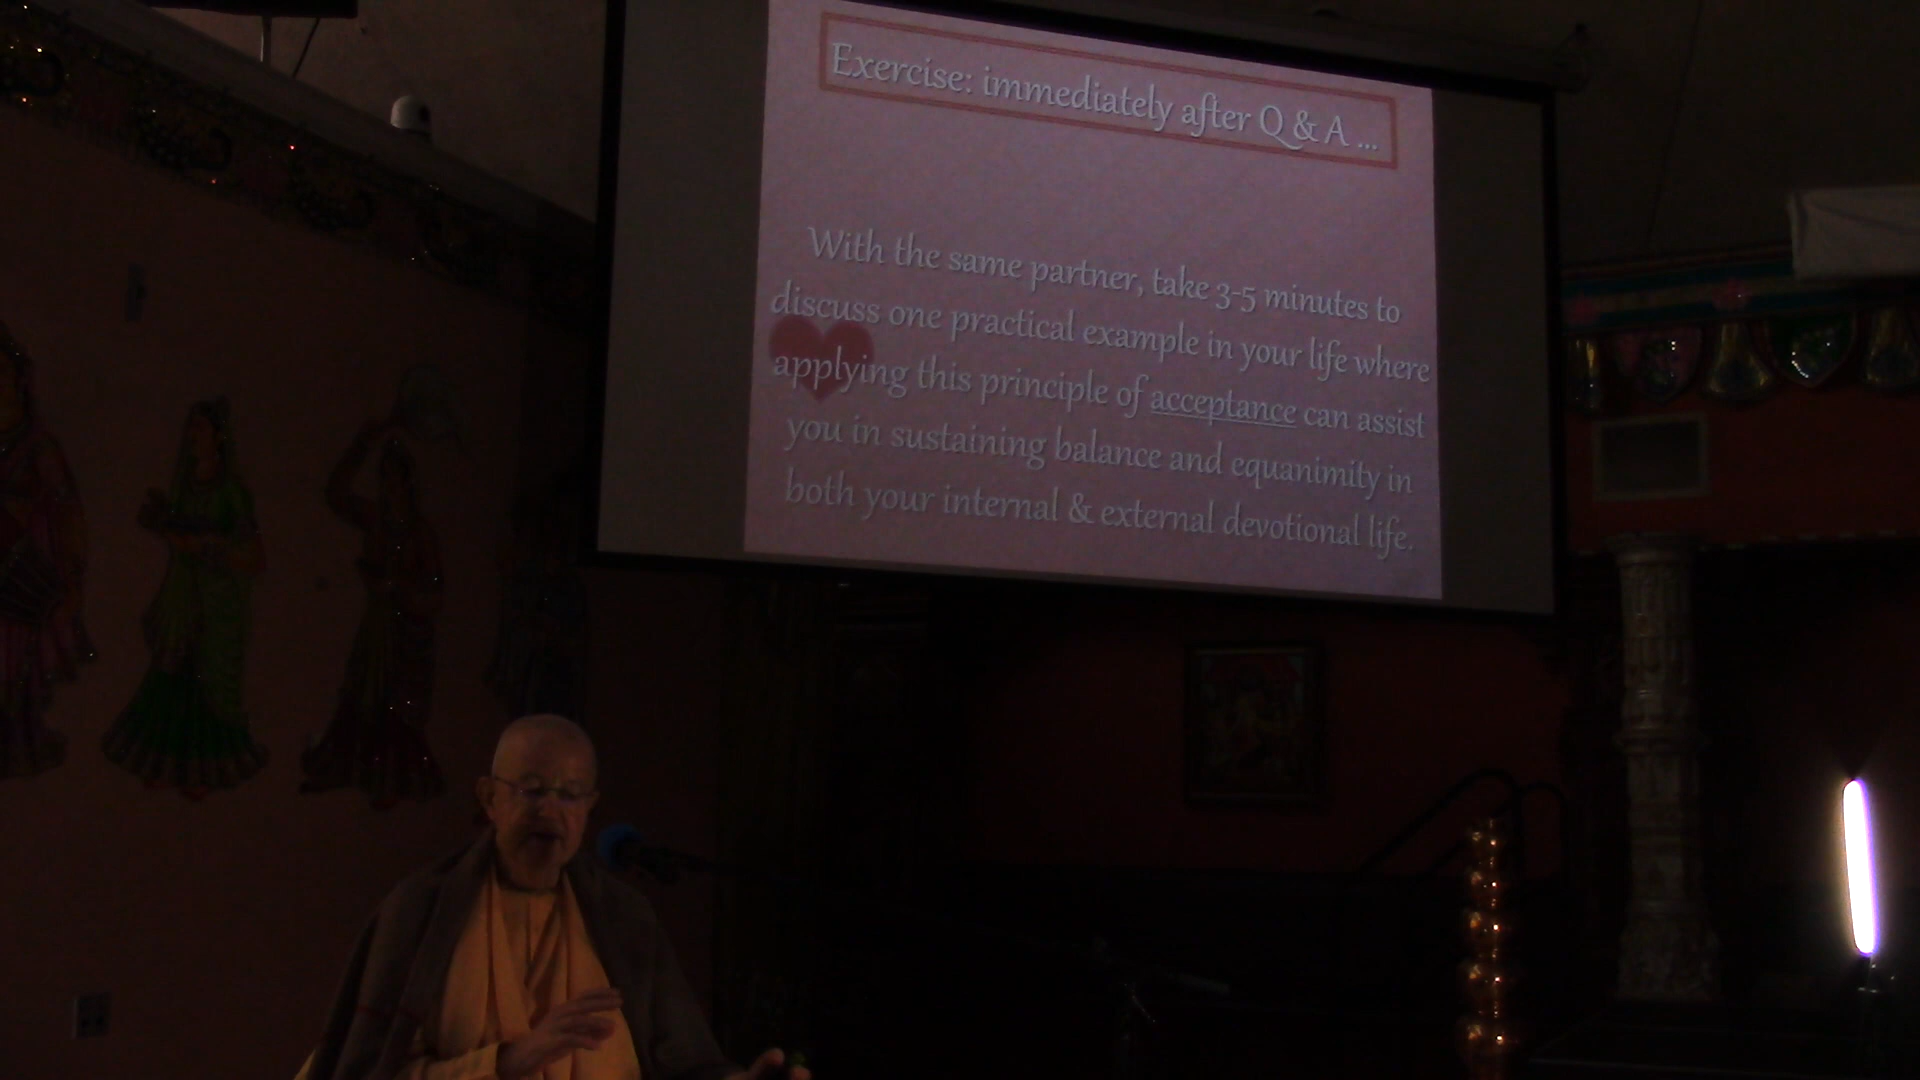 Exercise: immediately after Q & A ...
With the same partner, take 3-5 minutes to
discuss one practical example in your life where
applying this principle of acceptance can assist
you in sustaining balance and equanimity in
both your internal & external devotional life.